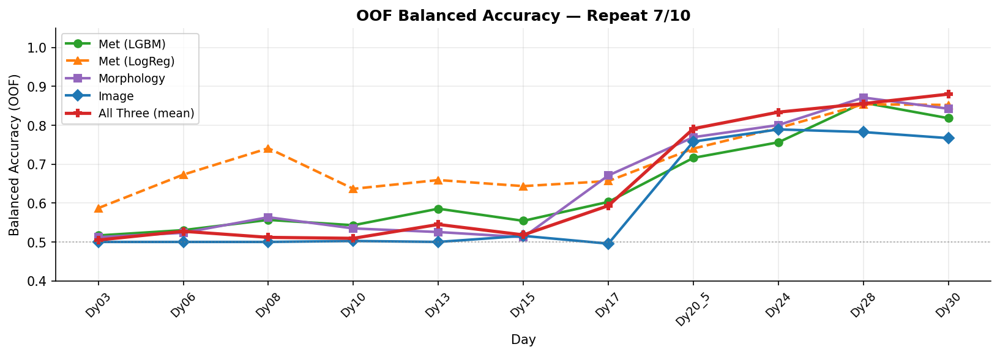 OOF Balanced Accuracy — Repeat 7/10
Met (LGBM)
Met (LogReg)
Morphology
Image
All Three (mean)
Balanced Accuracy (OOF)
1.0
0.9
0.8
0.7
0.6
0.5
0.4
Dy03
Dy06
Dy08
Dy10
Dy13
Dy15
Dy17
Dy20_5
Dy24
Dy28
Dy30
Day